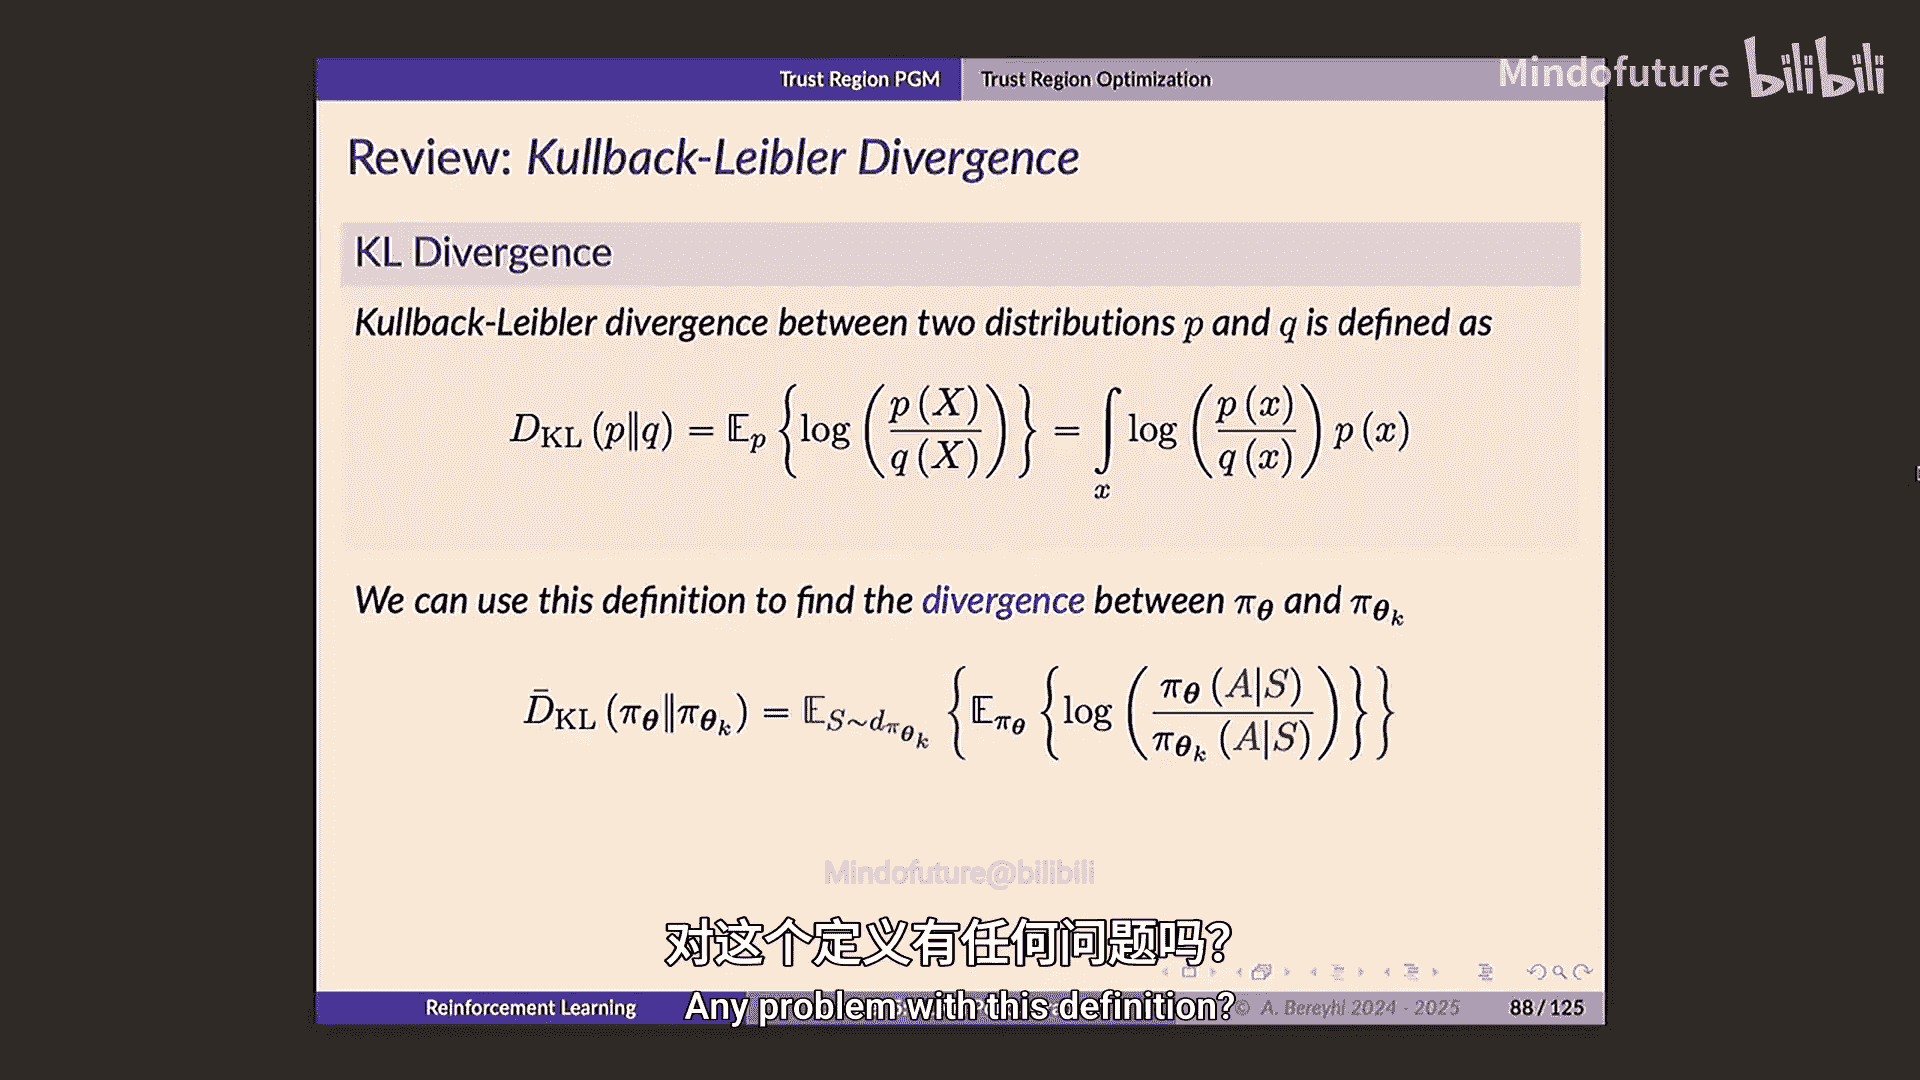 Trust Region PGM Trust Region Optimization
Mindofuture bilibili
Review: Kullback-Leibler Divergence
KL Divergence
Kullback-Leibler divergence between two distributions p and q is defined as
D_KL (p‖q) = 𝔼_p {log (p (X) / q (X))} = ∫_x log (p (x) / q (x)) p (x)
We can use this definition to find the divergence between π_θ and π_θ_k
D̄_KL (π_θ‖π_θ_k) = 𝔼_S∼d_π_θ_k {𝔼_π_θ {log (π_θ (A|S) / π_θ_k (A|S))}}
Mindofuture@bilibili
对这个定义有任何问题吗?
Any problem with this definition?
Reinforcement Learning © A. Bereyhi 2024 - 2025 88 / 125